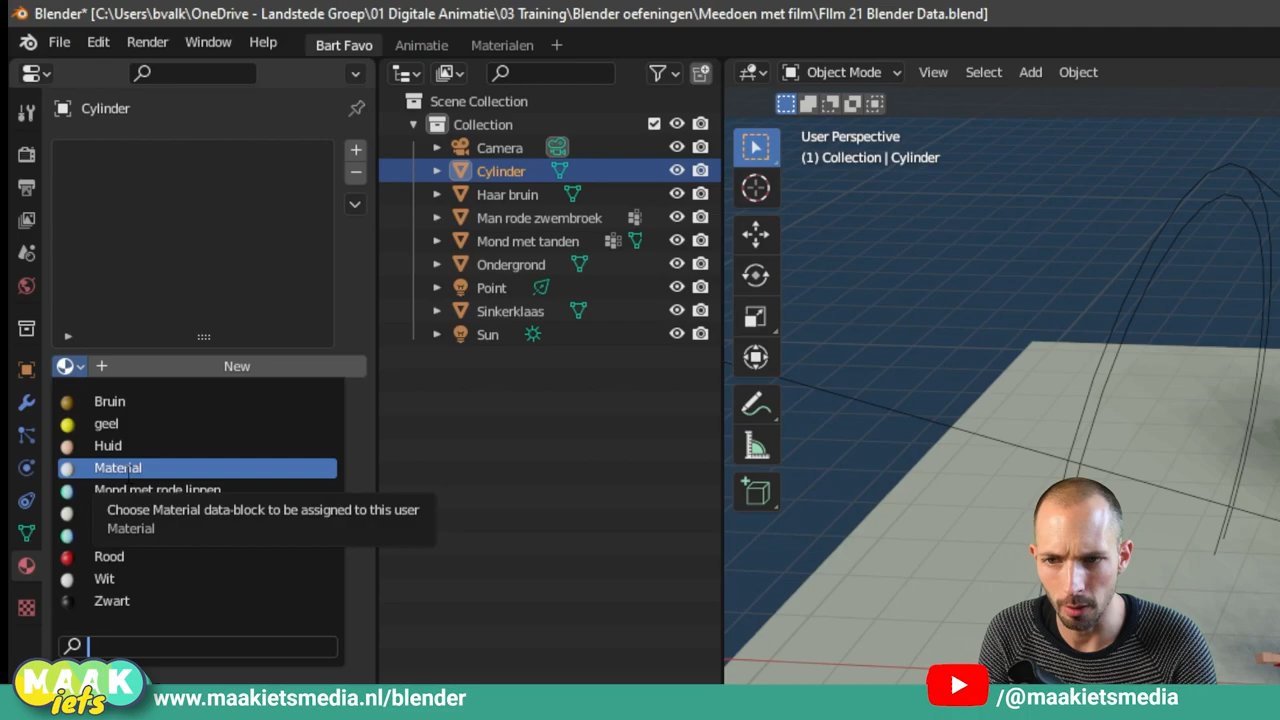 Blender* [C:\Users\bvalk\OneDrive - Landstede Groep\01 Digitale Animatie\03 Training\Blender oefeningen\Meedoen met film\FIlm 21 Blender Data.blend]
File Edit Render Window Help Bart Favo Animatie Materialen
Object Mode View Select Add Object
Cylinder
New
Bruin
geel
Huid
Material
Mond met rode lippen
Choose Material data-block to be assigned to this user
Material
Rood
Wit
Zwart
Scene Collection
Collection
Camera
Cylinder
Haar bruin
Man rode zwembroek
Mond met tanden
Ondergrond
Point
Sinkerklaas
Sun
User Perspective
(1) Collection | Cylinder
MAAK
iets
www.maakietsmedia.nl/blender
/@maakietsmedia